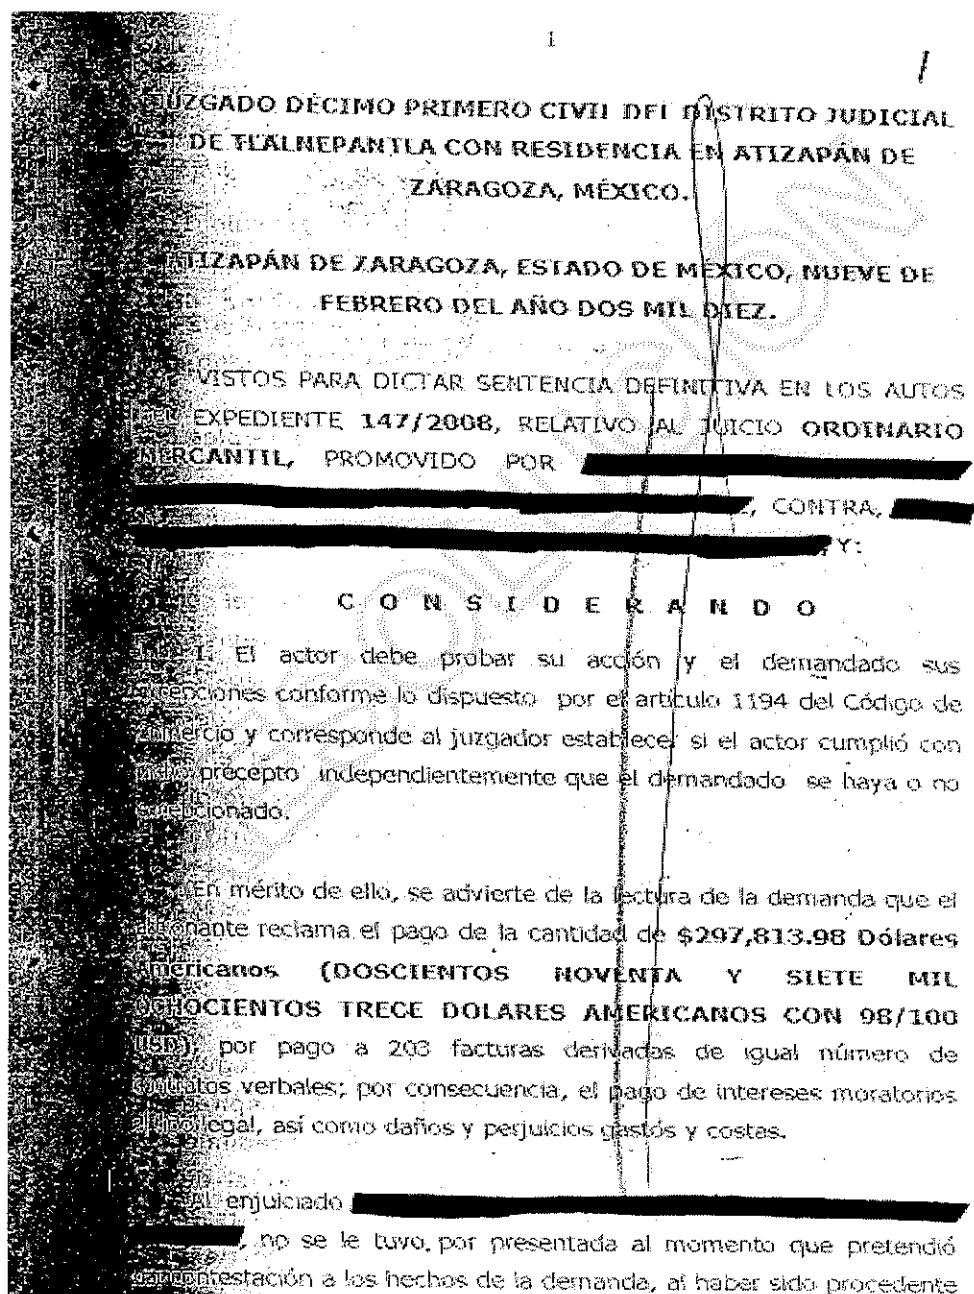 1
JUZGADO DÉCIMO PRIMERO CIVIL DEL DISTRITO JUDICIAL
DE TLALNEPANTLA CON RESIDENCIA EN ATIZAPÁN DE
ZARAGOZA, MÉXICO.
ATIZAPÁN DE ZARAGOZA, ESTADO DE MÉXICO, NUEVE DE
FEBRERO DEL AÑO DOS MIL DIEZ.
VISTOS PARA DICTAR SENTENCIA DEFINITIVA EN LOS AUTOS
EXPEDIENTE 147/2008, RELATIVO AL JUICIO ORDINARIO
MERCANTIL, PROMOVIDO POR
, CONTRA,
Y:
C O N S I D E R A N D O
I. El actor debe probar su acción y el demandado sus
excepciones conforme lo dispuesto por el artículo 1194 del Código de
Comercio y corresponde al juzgador establecer si el actor cumplió con
precepto independientemente que el demandado se haya o no
excepcionado.
En mérito de ello, se advierte de la lectura de la demanda que el
accionante reclama el pago de la cantidad de $297,813.98 Dólares
Americanos (DOSCIENTOS NOVENTA Y SIETE MIL
OCHOCIENTOS TRECE DOLARES AMERICANOS CON 98/100
USD), por pago a 203 facturas derivadas de igual número de
contratos verbales; por consecuencia, el pago de intereses moratorios
legal, así como daños y perjuicios gastos y costas.
Al enjuiciado
, no se le tuvo por presentada al momento que pretendió
contestación a los hechos de la demanda, al haber sido procedente